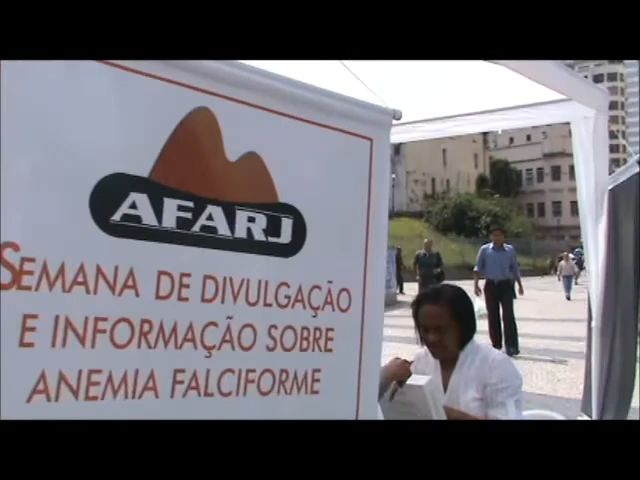 AFARJ
SEMANA DE DIVULGAÇÃO
E INFORMAÇÃO SOBRE
ANEMIA FALCIFORME